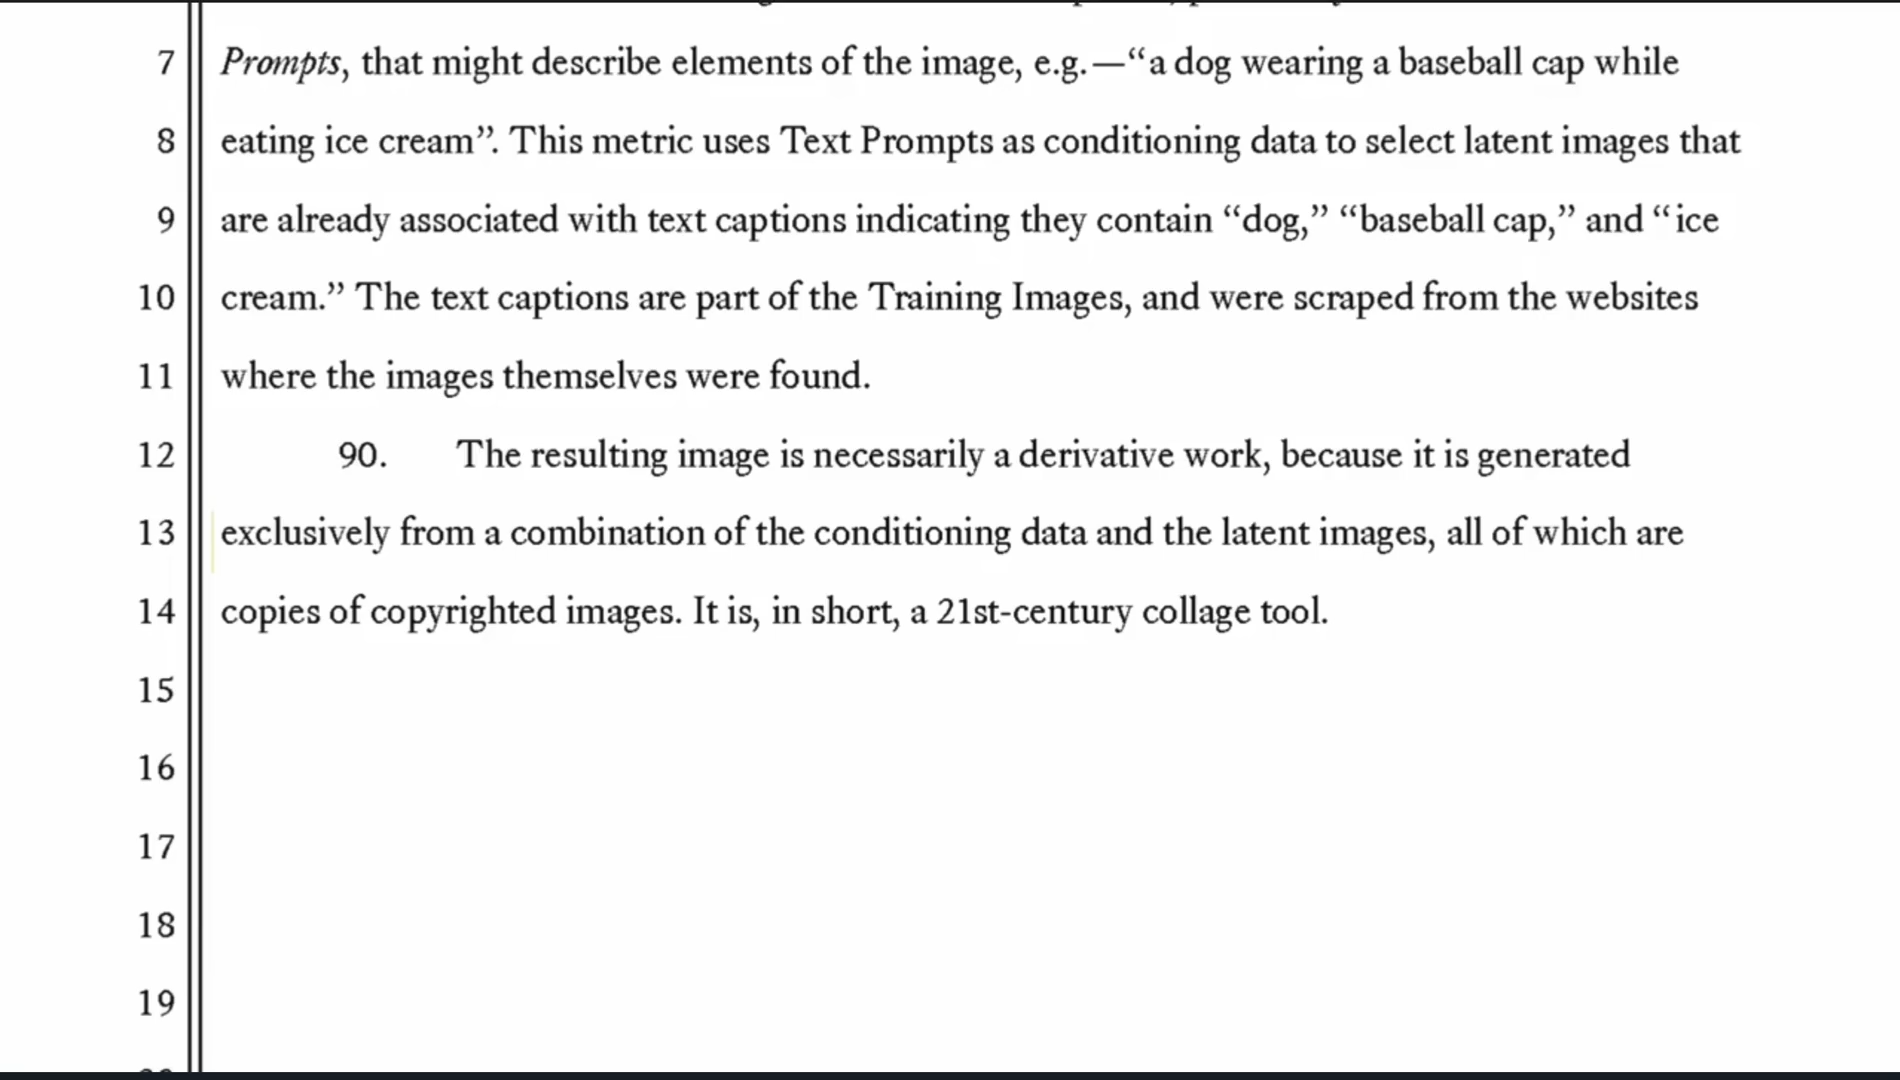 7 Prompts, that might describe elements of the image, e.g.—“a dog wearing a baseball cap while
8 eating ice cream”. This metric uses Text Prompts as conditioning data to select latent images that
9 are already associated with text captions indicating they contain “dog,” “baseball cap,” and “ice
10 cream.” The text captions are part of the Training Images, and were scraped from the websites
11 where the images themselves were found.
12 90. The resulting image is necessarily a derivative work, because it is generated
13 exclusively from a combination of the conditioning data and the latent images, all of which are
14 copies of copyrighted images. It is, in short, a 21st-century collage tool.
15
16
17
18
19